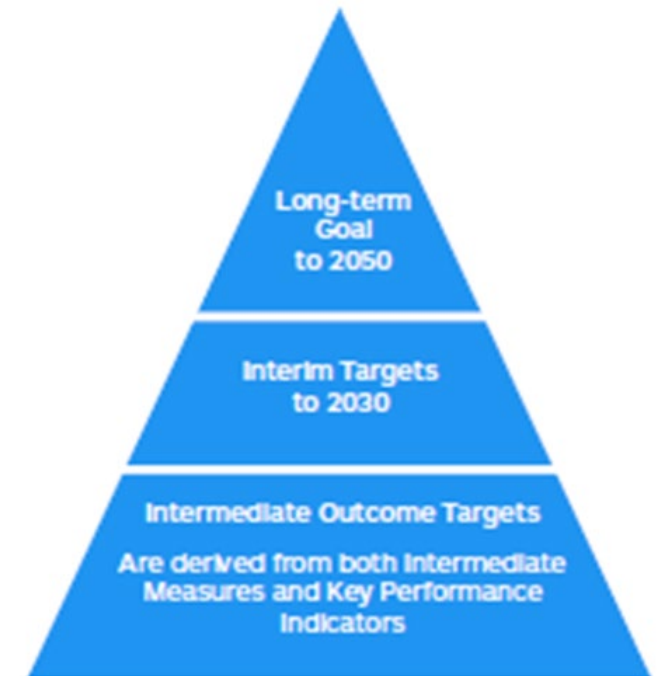 Long-term
Goal
to 2050
Interim Targets
to 2030
Intermediate Outcome Targets
Are derived from both Intermediate
Measures and Key Performance
Indicators